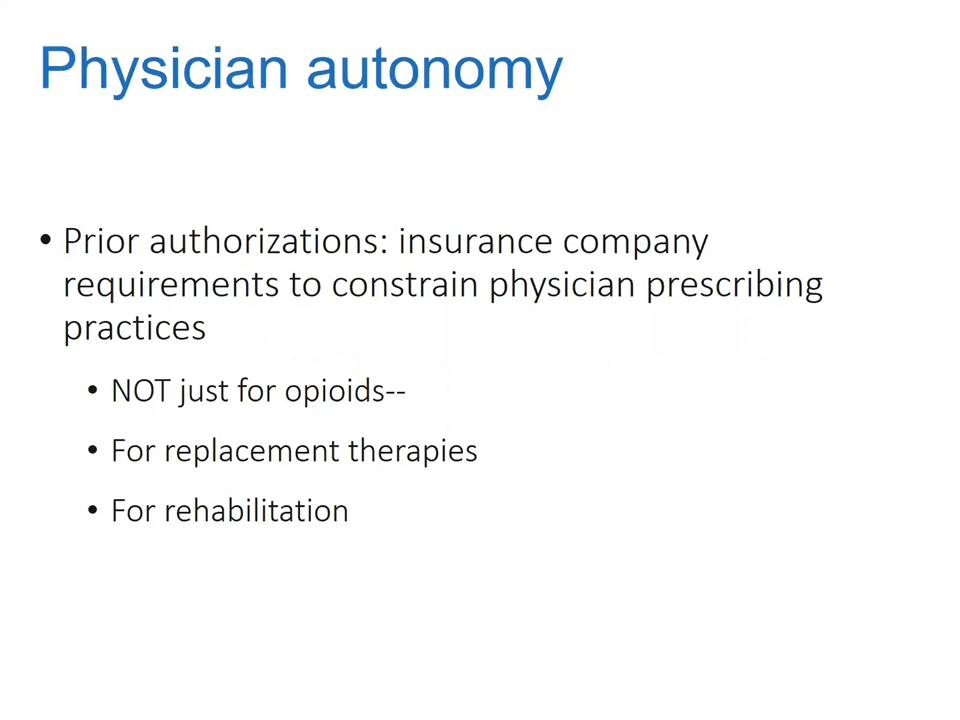 Physician autonomy
• Prior authorizations: insurance company
requirements to constrain physician prescribing
practices
• NOT just for opioids--
• For replacement therapies
• For rehabilitation